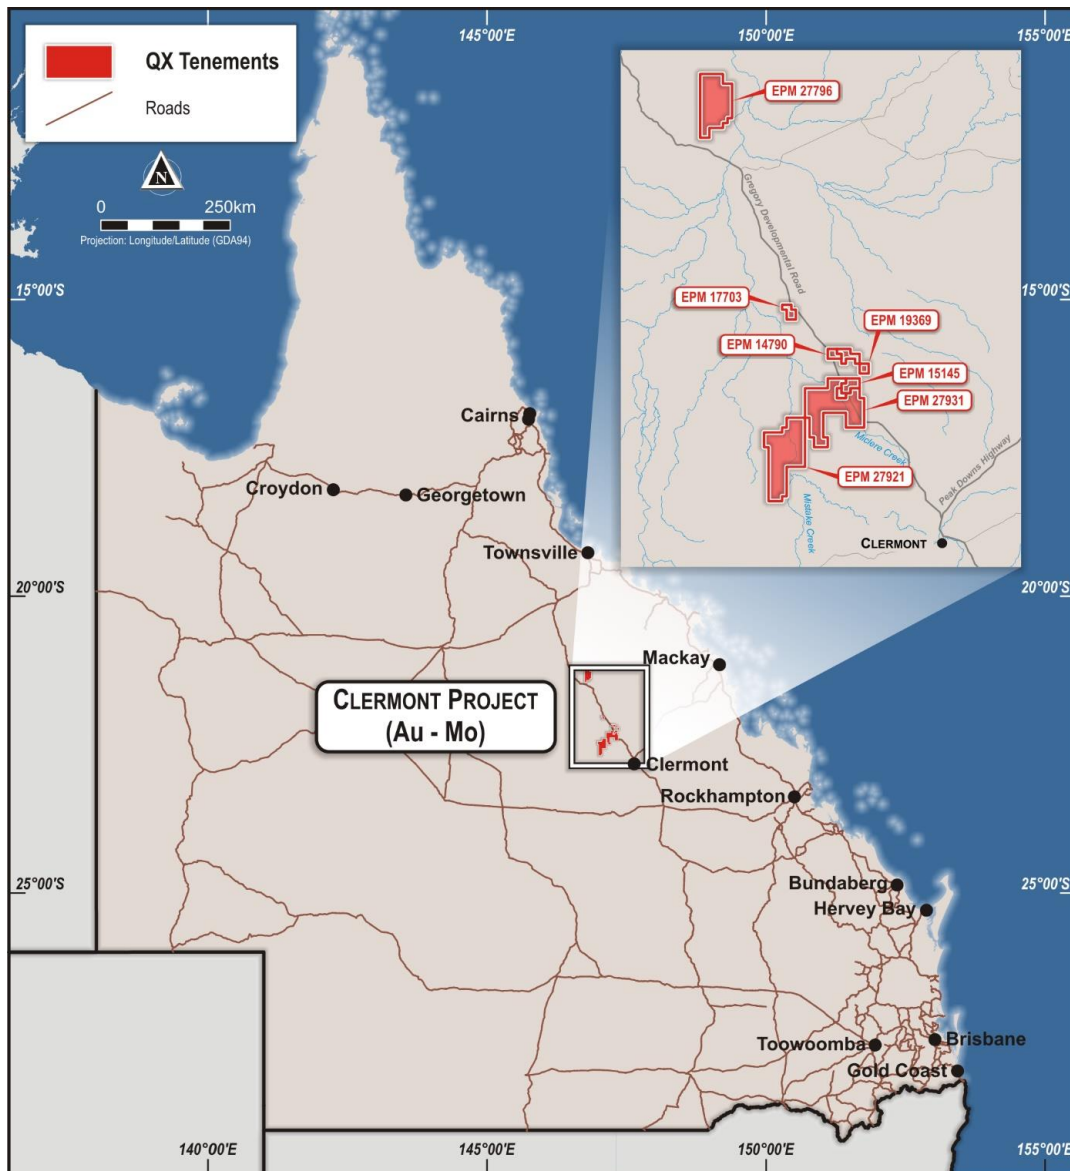 145°00'E
150°00'E
155°00'E
QX Tenements
Roads
N
0
250km
Projection: Longitude/Latitude (GDA94)
EPM 27796
Gregory Developmental Road
EPM 17703
EPM 19369
EPM 14790
EPM 15145
EPM 27931
Miclere Creek
EPM 27921
Peak Downs Highway
Mistake Creek
CLERMONT
15°00'S
15°00'S
Cairns
Croydon
Georgetown
Townsville
20°00'S
20°00'S
Mackay
CLERMONT PROJECT
(Au - Mo)
Clermont
Rockhampton
25°00'S
25°00'S
Bundaberg
Hervey Bay
Toowoomba
Brisbane
Gold Coast
140°00'E
145°00'E
150°00'E
155°00'E